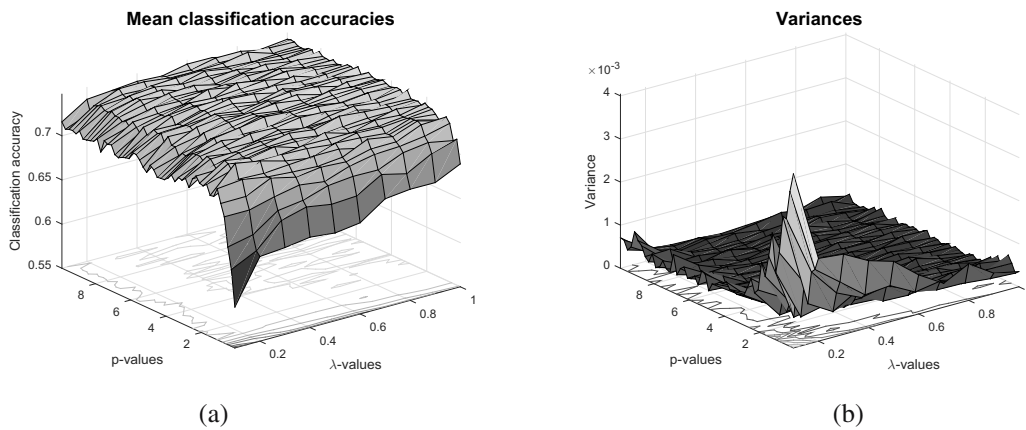 Mean classification accuracies
Classification accuracy
0.7
0.65
0.6
0.55
8
6
4
2
p-values
0.2
0.4
0.6
0.8
1
λ-values
(a)
Variances
× 10⁻³
Variance
4
3
2
1
0
8
6
4
2
p-values
0.2
0.4
0.6
0.8
λ-values
(b)